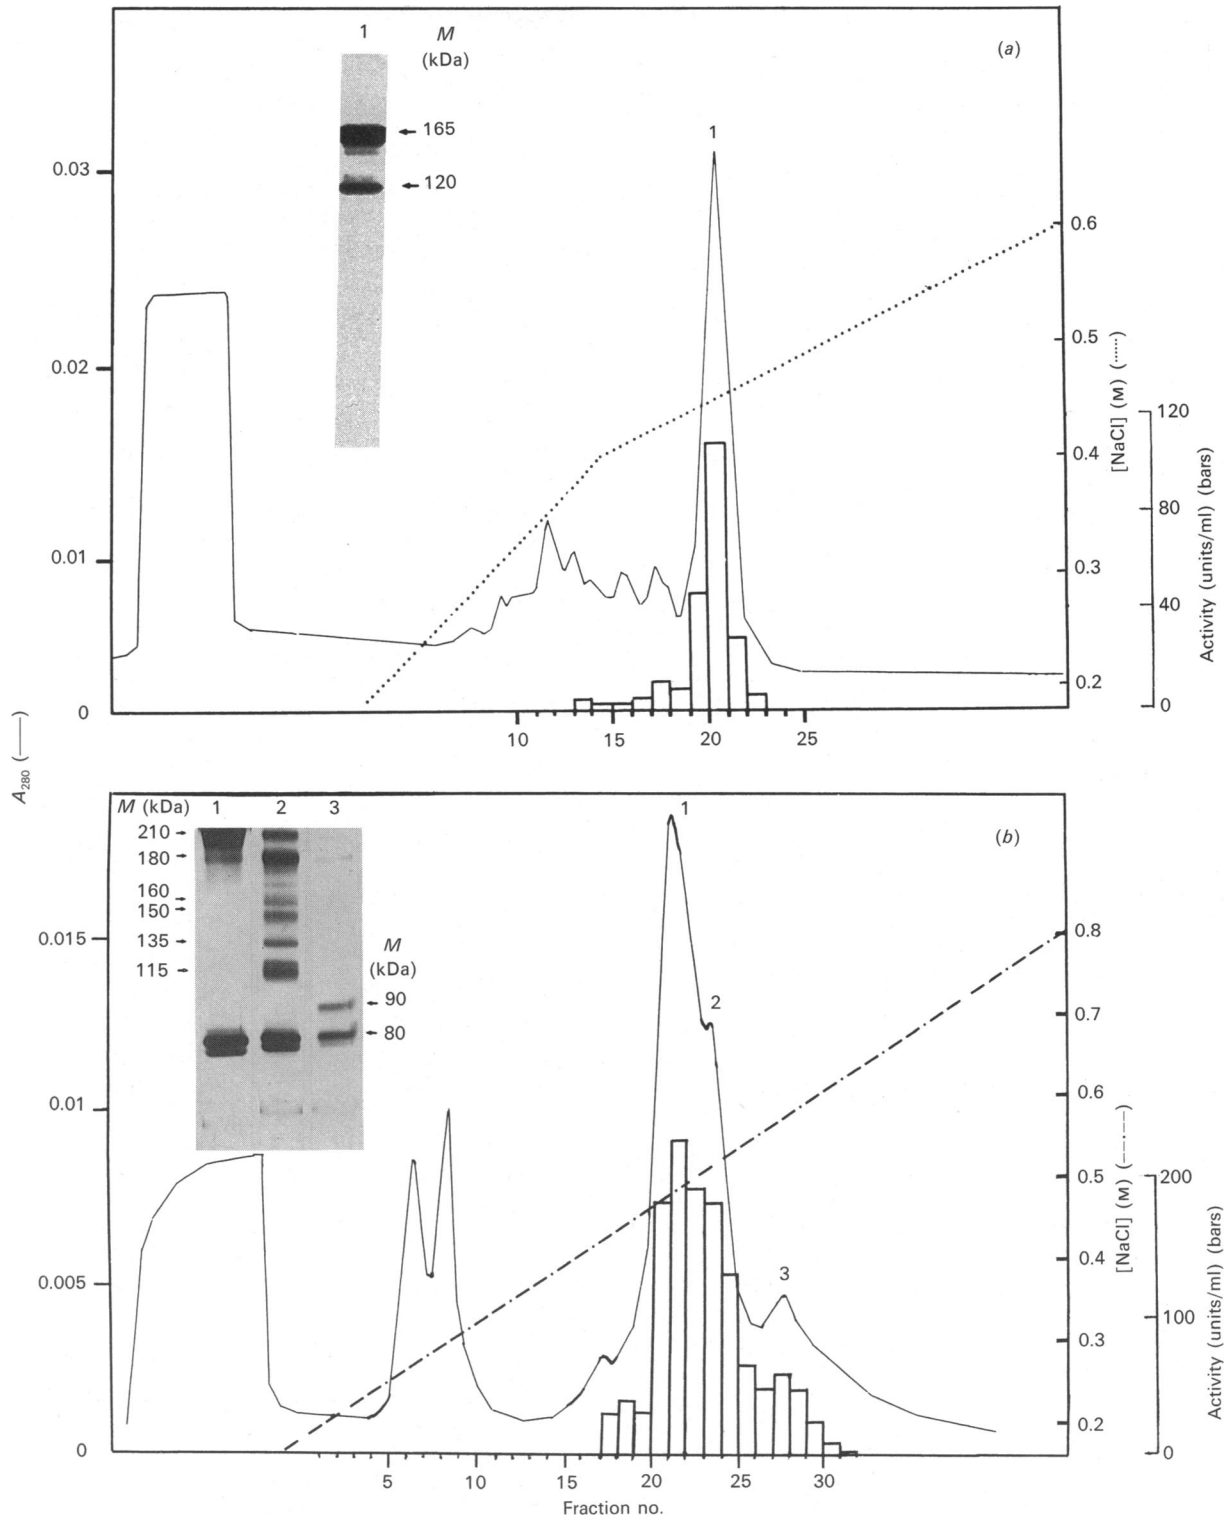 (a)
1 M
(kDa)
165
120
1
0.03
0.02
0.01
0
0.6
0.5
0.4
0.3
0.2
[NaCl] (M) (......)
120
80
40
0
Activity (units/ml) (bars)
10 15 20 25
A280 (——)
(b)
M (kDa) 1 2 3
210
180
160
150
135
115
M
(kDa)
90
80
1
2
3
0.015
0.01
0.005
0
0.8
0.7
0.6
0.5
0.4
0.3
0.2
[NaCl] (M) (—–·—–)
200
100
0
Activity (units/ml) (bars)
5 10 15 20 25 30
Fraction no.